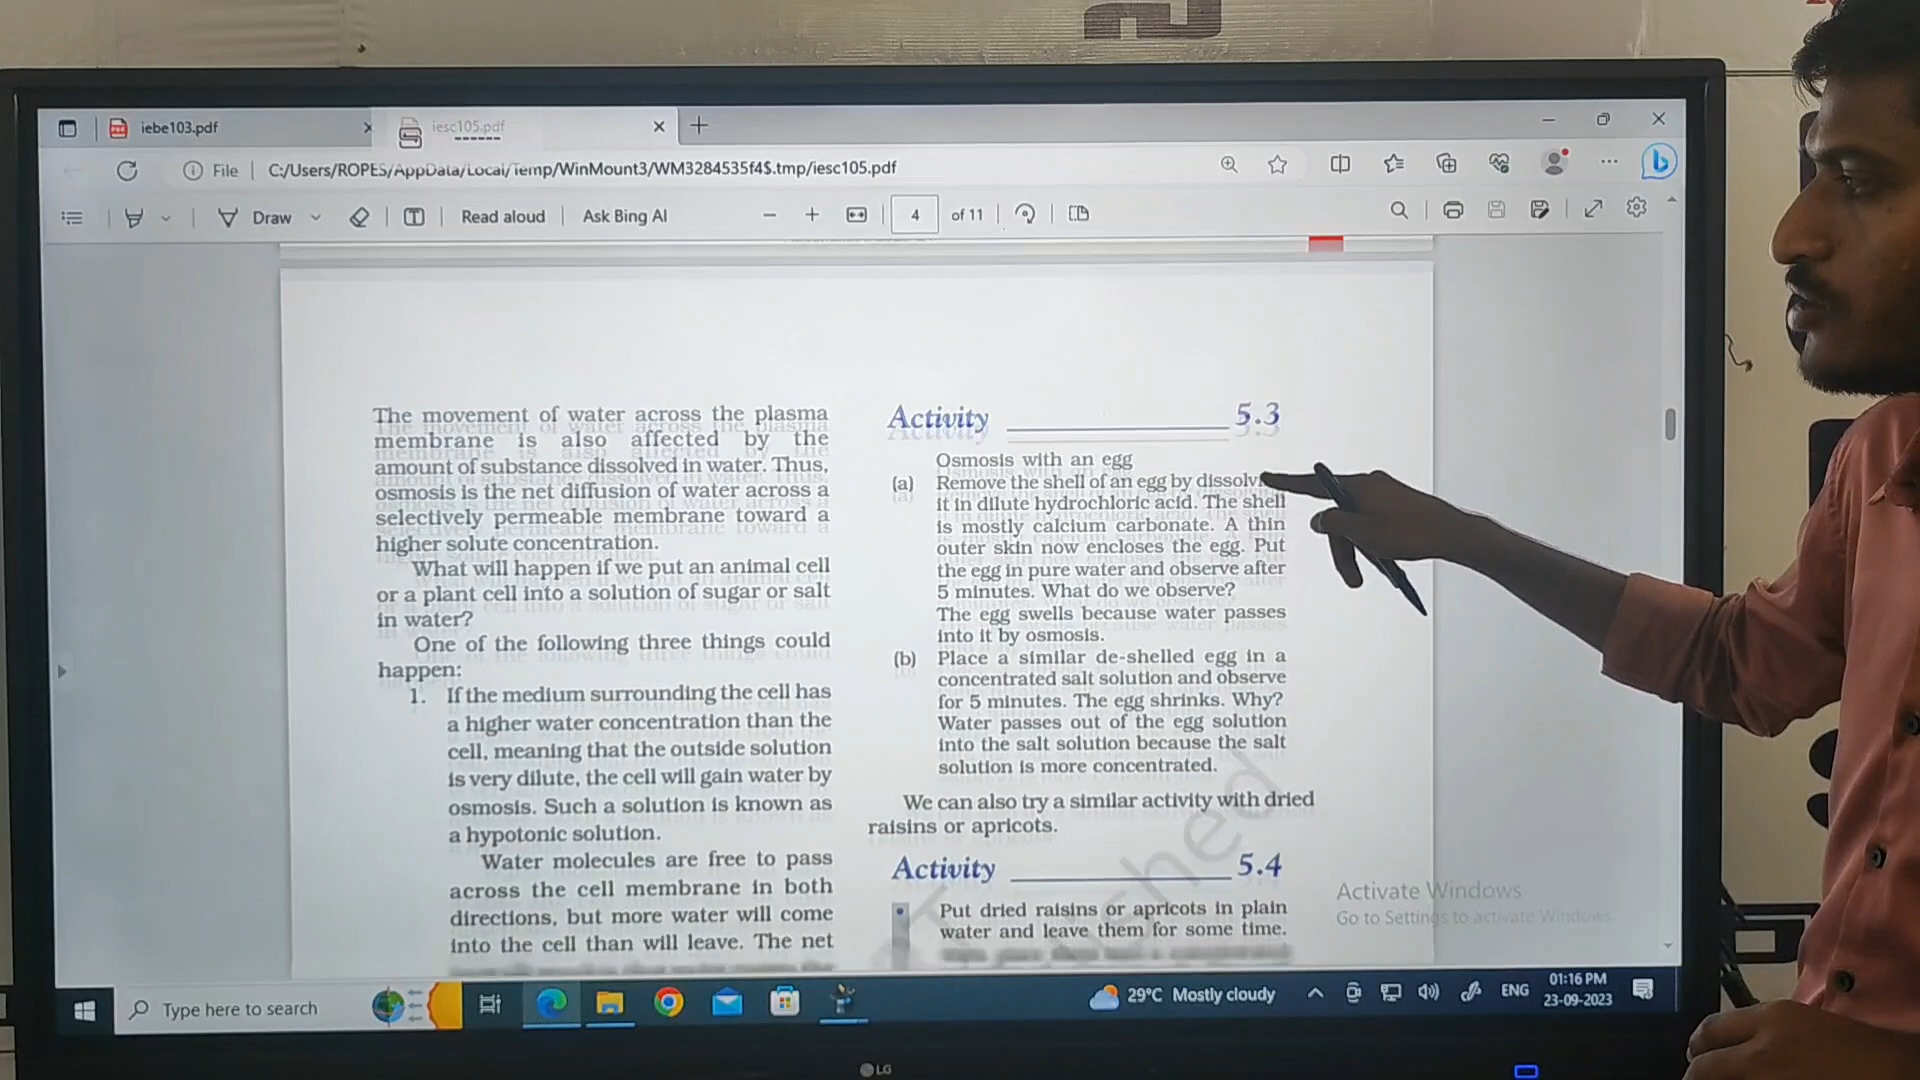 iebe103.pdf
iesc105.pdf
File
C:/Users/ROPES/AppData/Local/Temp/WinMount3/WM3284535f4$.tmp/iesc105.pdf
Draw
Read aloud
Ask Bing AI
4
of 11
The movement of water across the plasma
membrane is also affected by the
amount of substance dissolved in water. Thus,
osmosis is the net diffusion of water across a
selectively permeable membrane toward a
higher solute concentration.
What will happen if we put an animal cell
or a plant cell into a solution of sugar or salt
in water?
One of the following three things could
happen:
1. If the medium surrounding the cell has
a higher water concentration than the
cell, meaning that the outside solution
is very dilute, the cell will gain water by
osmosis. Such a solution is known as
a hypotonic solution.
Water molecules are free to pass
across the cell membrane in both
directions, but more water will come
into the cell than will leave. The net
Activity 5.3
Osmosis with an egg
(a) Remove the shell of an egg by dissolvi
it in dilute hydrochloric acid. The shell
is mostly calcium carbonate. A thin
outer skin now encloses the egg. Put
the egg in pure water and observe after
5 minutes. What do we observe?
The egg swells because water passes
into it by osmosis.
(b) Place a similar de-shelled egg in a
concentrated salt solution and observe
for 5 minutes. The egg shrinks. Why?
Water passes out of the egg solution
into the salt solution because the salt
solution is more concentrated.
We can also try a similar activity with dried
raisins or apricots.
Activity 5.4
• Put dried raisins or apricots in plain
water and leave them for some time.
Activate Windows
Go to Settings to activate Windows.
Type here to search
29°C Mostly cloudy
ENG
01:16 PM
23-09-2023
LG